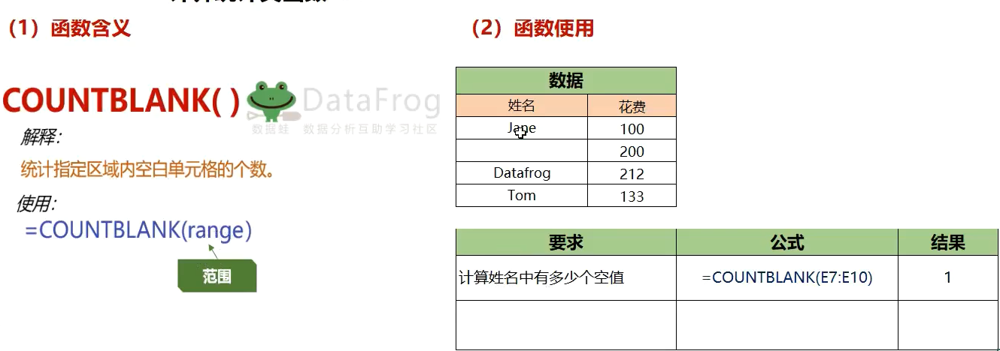 （1）函数含义
（2）函数使用
COUNTBLANK( )
DataFrog
数据蛙 数据分析互助学习社区
解释：
统计指定区域内空白单元格的个数。
使用：
=COUNTBLANK(range)
范围
数据
姓名 花费
Jane 100
200
Datafrog 212
Tom 133
要求 公式 结果
计算姓名中有多少个空值 =COUNTBLANK(E7:E10) 1